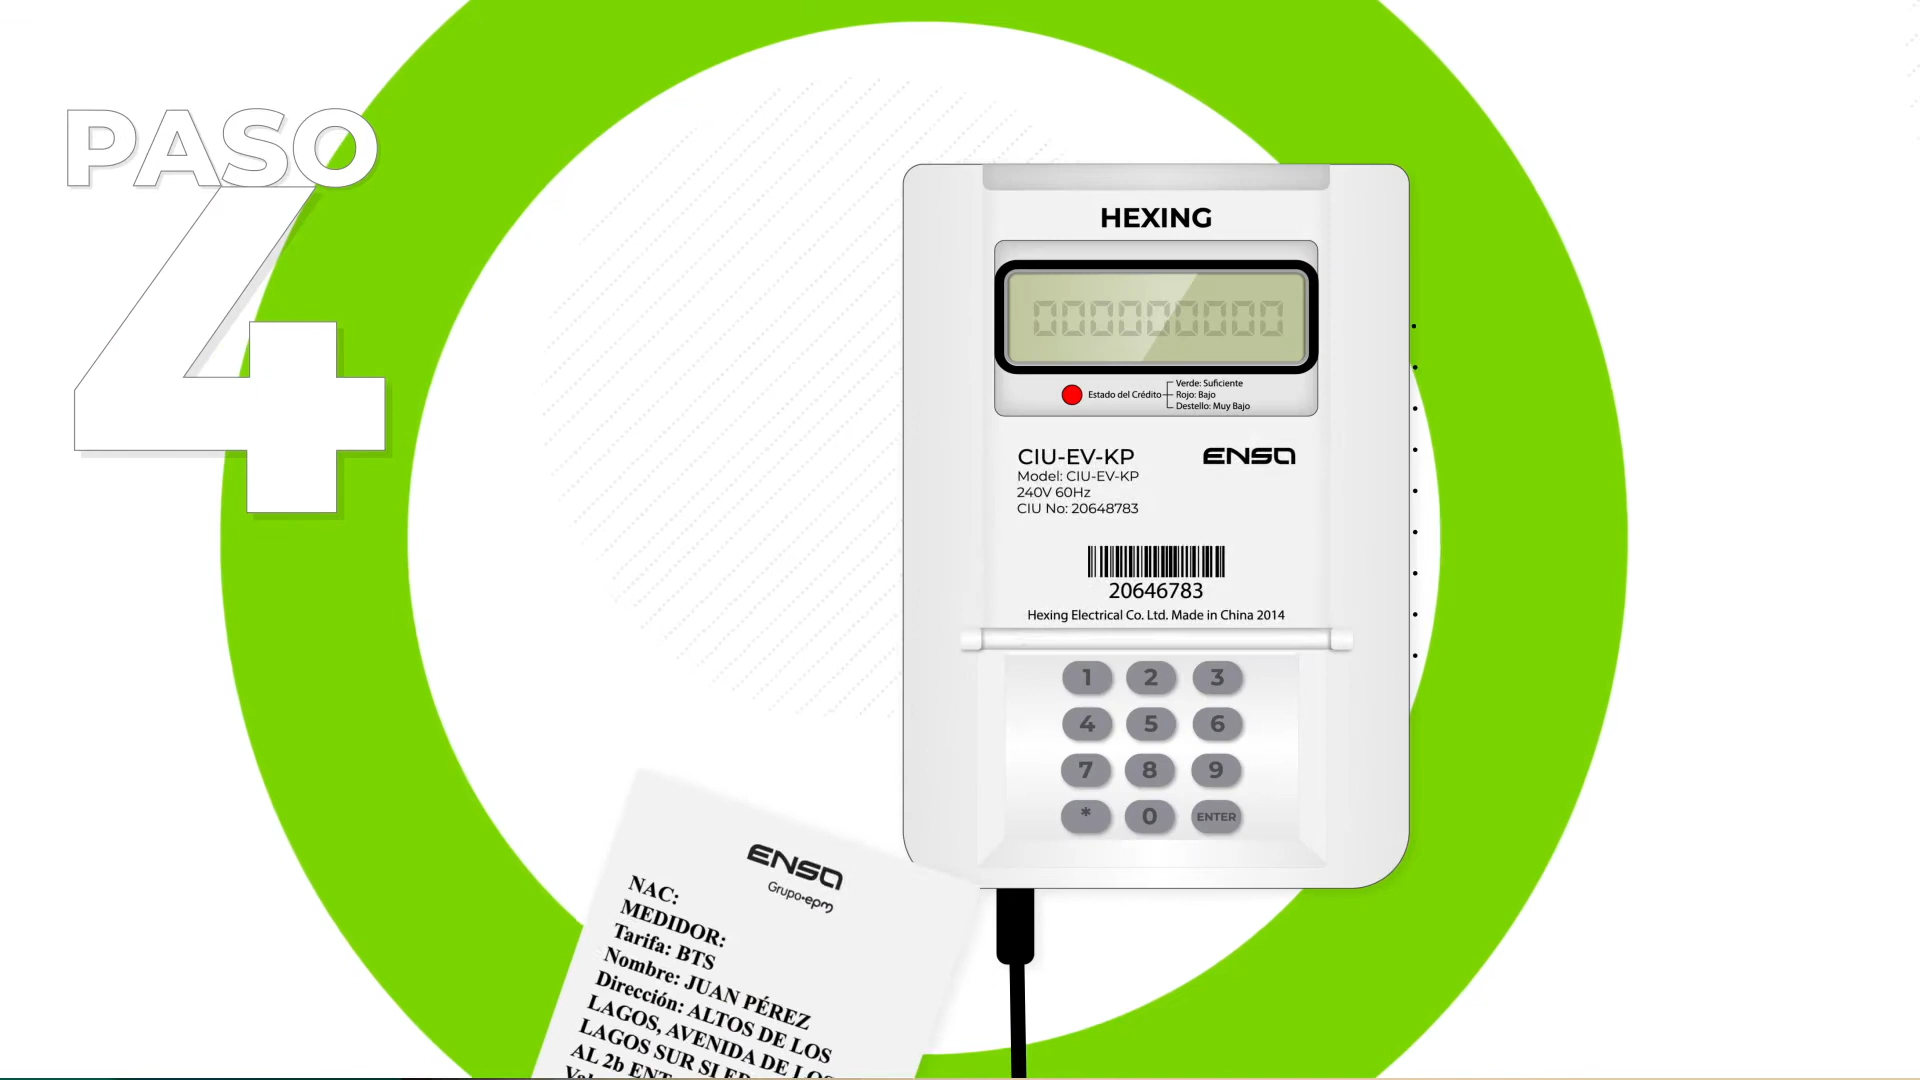 PASO
4
HEXING
000000000
Estado del Crédito
Verde: Suficiente
Rojo: Bajo
Destello: Muy Bajo
CIU-EV-KP
ENSA
Model: CIU-EV-KP
240V 60Hz
CIU No: 20648783
20646783
Hexing Electrical Co. Ltd. Made in China 2014
1 2 3
4 5 6
7 8 9
* 0 ENTER
ENSA
Grupo•epm
NAC:
MEDIDOR:
Tarifa: BTS
Nombre: JUAN PÉREZ
Dirección: ALTOS DE LOS
LAGOS, AVENIDA DE LOS
LAGOS SUR
AL 2b